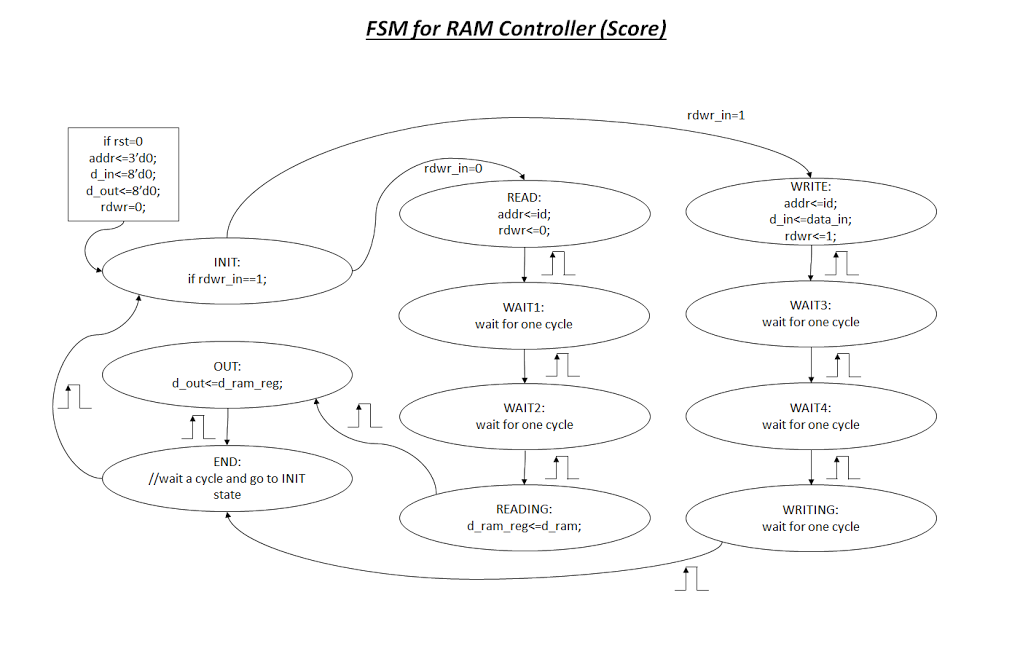 FSM for RAM Controller (Score)
rdwr_in=1
if rst=0
addr<=3'd0;
d_in<=8'd0;
d_out<=8'd0;
rdwr=0;
rdwr_in=0
READ:
addr<=id;
rdwr<=0;
WRITE:
addr<=id;
d_in<=data_in;
rdwr<=1;
INIT:
if rdwr_in==1;
WAIT1:
wait for one cycle
WAIT3:
wait for one cycle
OUT:
d_out<=d_ram_reg;
WAIT2:
wait for one cycle
WAIT4:
wait for one cycle
END:
//wait a cycle and go to INIT
state
READING:
d_ram_reg<=d_ram;
WRITING:
wait for one cycle